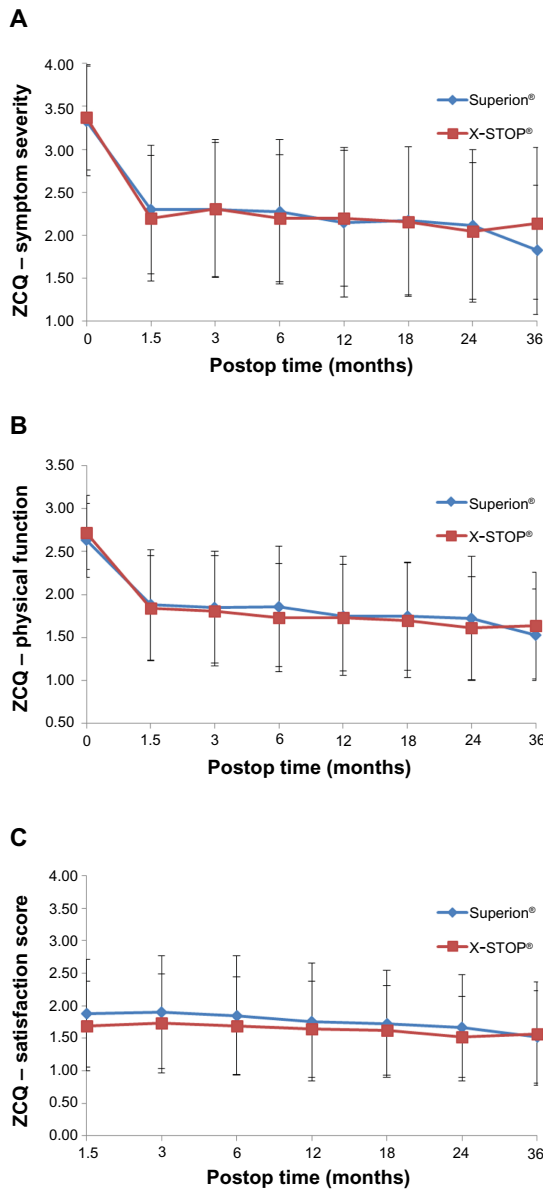 A
4.00
3.50
3.00
2.50
2.00
1.50
1.00
ZCQ – symptom severity
Superion®
X-STOP®
0 1.5 3 6 12 18 24 36
Postop time (months)
B
3.50
3.00
2.50
2.00
1.50
1.00
0.50
ZCQ – physical function
Superion®
X-STOP®
0 1.5 3 6 12 18 24 36
Postop time (months)
C
4.00
3.50
3.00
2.50
2.00
1.50
1.00
0.50
0.00
ZCQ – satisfaction score
Superion®
X-STOP®
1.5 3 6 12 18 24 36
Postop time (months)